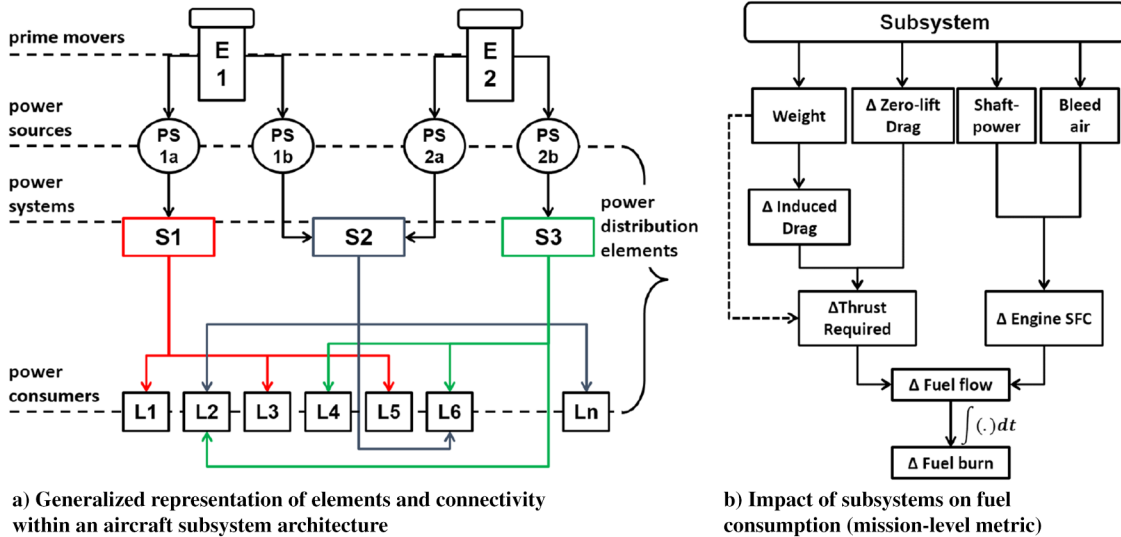 prime movers
E
1
E
2
power
sources
PS
1a
PS
1b
PS
2a
PS
2b
power
systems
S1
S2
S3
power
distribution
elements
power
consumers
L1
L2
L3
L4
L5
L6
Ln
a) Generalized representation of elements and connectivity
within an aircraft subsystem architecture
Subsystem
Weight
Δ Zero-lift
Drag
Shaft-
power
Bleed
air
Δ Induced
Drag
ΔThrust
Required
Δ Engine SFC
Δ Fuel flow
∫(.)dt
Δ Fuel burn
b) Impact of subsystems on fuel
consumption (mission-level metric)